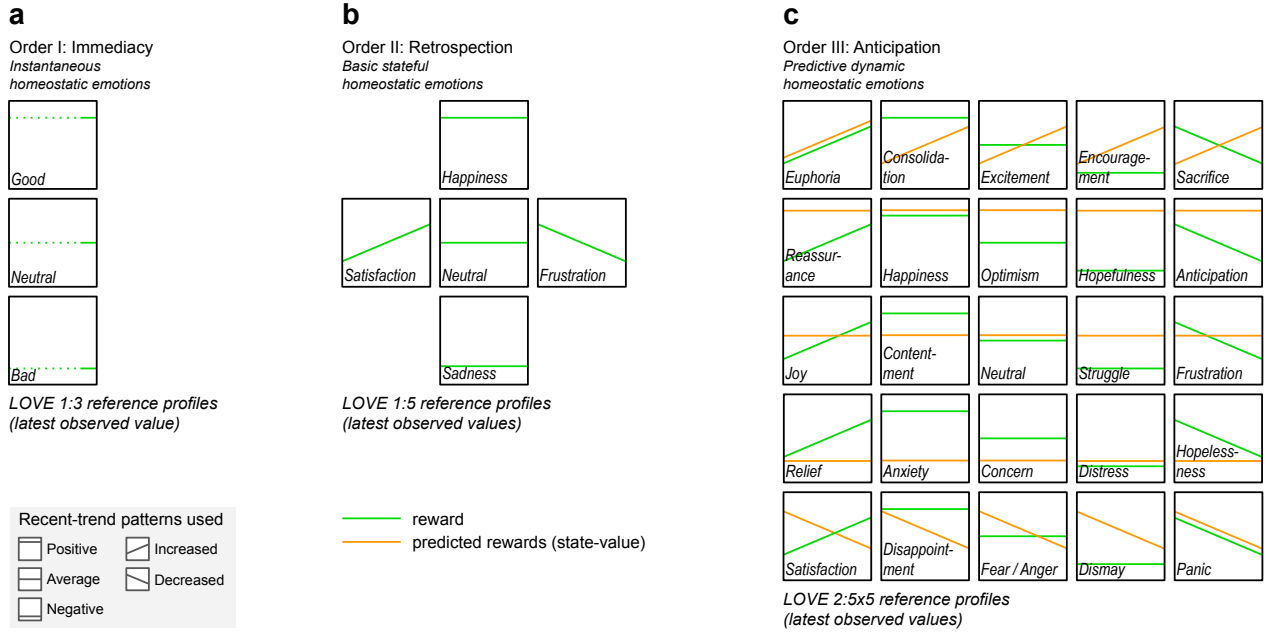 a
Order I: Immediacy
Instantaneous
homeostatic emotions
Good
Neutral
Bad
LOVE 1:3 reference profiles
(latest observed value)
Recent-trend patterns used
Positive
Increased
Average
Decreased
Negative
b
Order II: Retrospection
Basic stateful
homeostatic emotions
Happiness
Satisfaction
Neutral
Frustration
Sadness
LOVE 1:5 reference profiles
(latest observed values)
reward
predicted rewards (state-value)
c
Order III: Anticipation
Predictive dynamic
homeostatic emotions
Euphoria
Consolida-
tion
Excitement
Encourage-
ment
Sacrifice
Reassur-
ance
Happiness
Optimism
Hopefulness
Anticipation
Joy
Content-
ment
Neutral
Struggle
Frustration
Relief
Anxiety
Concern
Distress
Hopeless-
ness
Satisfaction
Disappoint-
ment
Fear / Anger
Dismay
Panic
LOVE 2:5x5 reference profiles
(latest observed values)